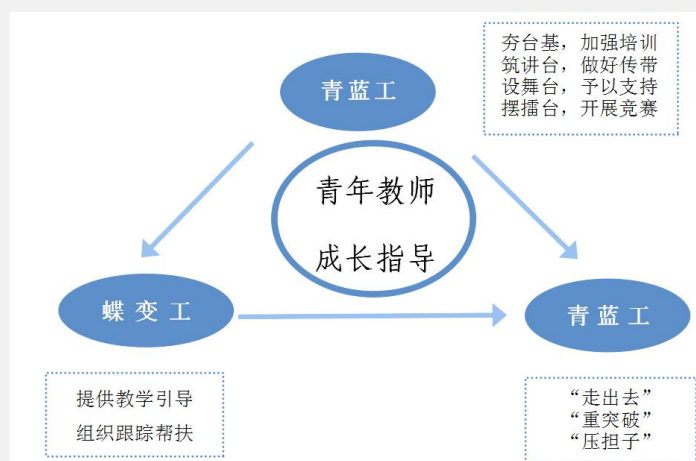 青蓝工
夯台基，加强培训
筑讲台，做好传带
设舞台，予以支持
摆擂台，开展竞赛
青年教师
成长指导
蝶变工
青蓝工
提供教学引导
组织跟踪帮扶
“走出去”
“重突破”
“压担子”